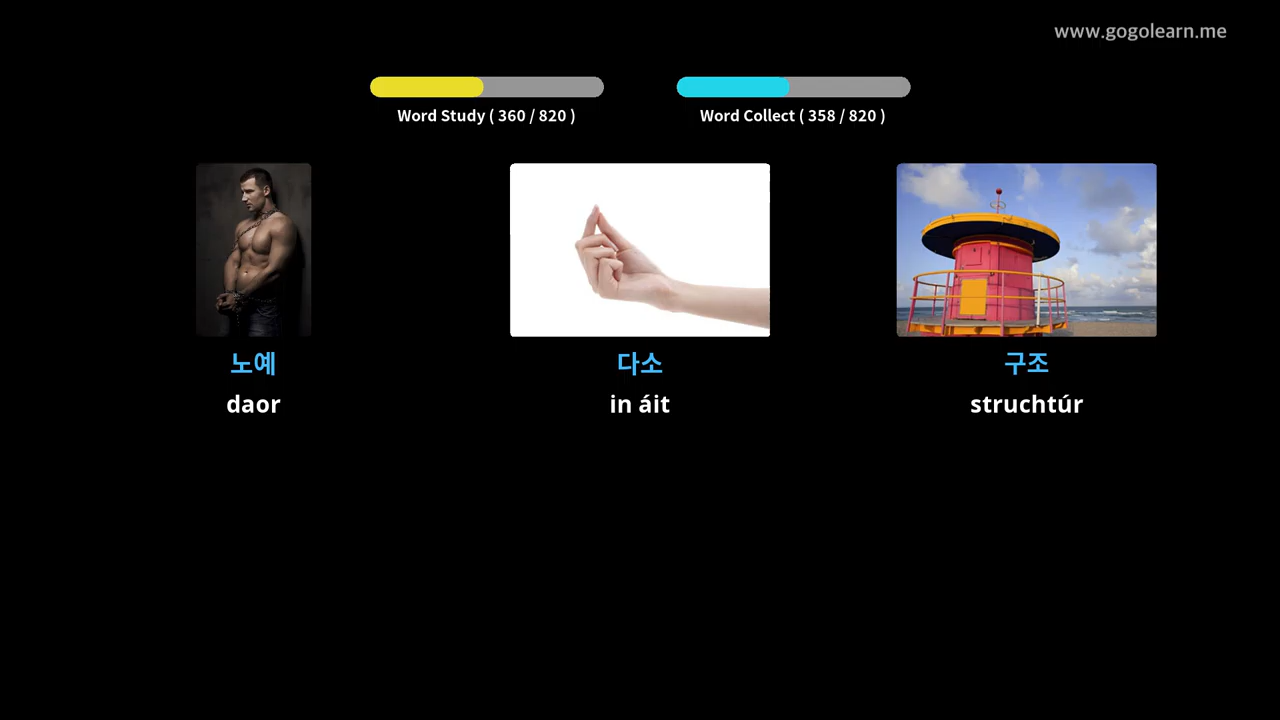 www.gogolearn.me
Word Study ( 360 / 820 )
Word Collect ( 358 / 820 )
노예
다소
구조
daor
in áit
struchtúr